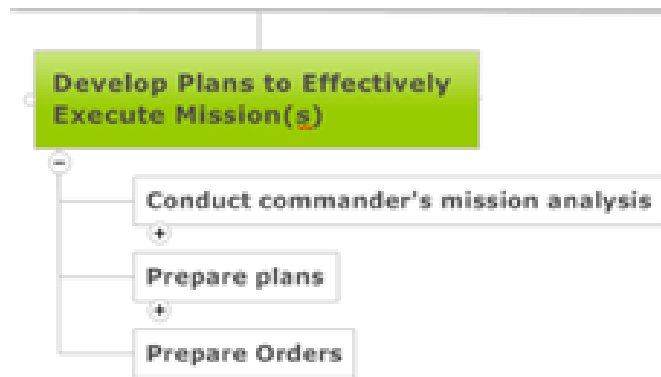 Develop Plans to Effectively
Execute Mission(s)
Conduct commander's mission analysis
Prepare plans
Prepare Orders